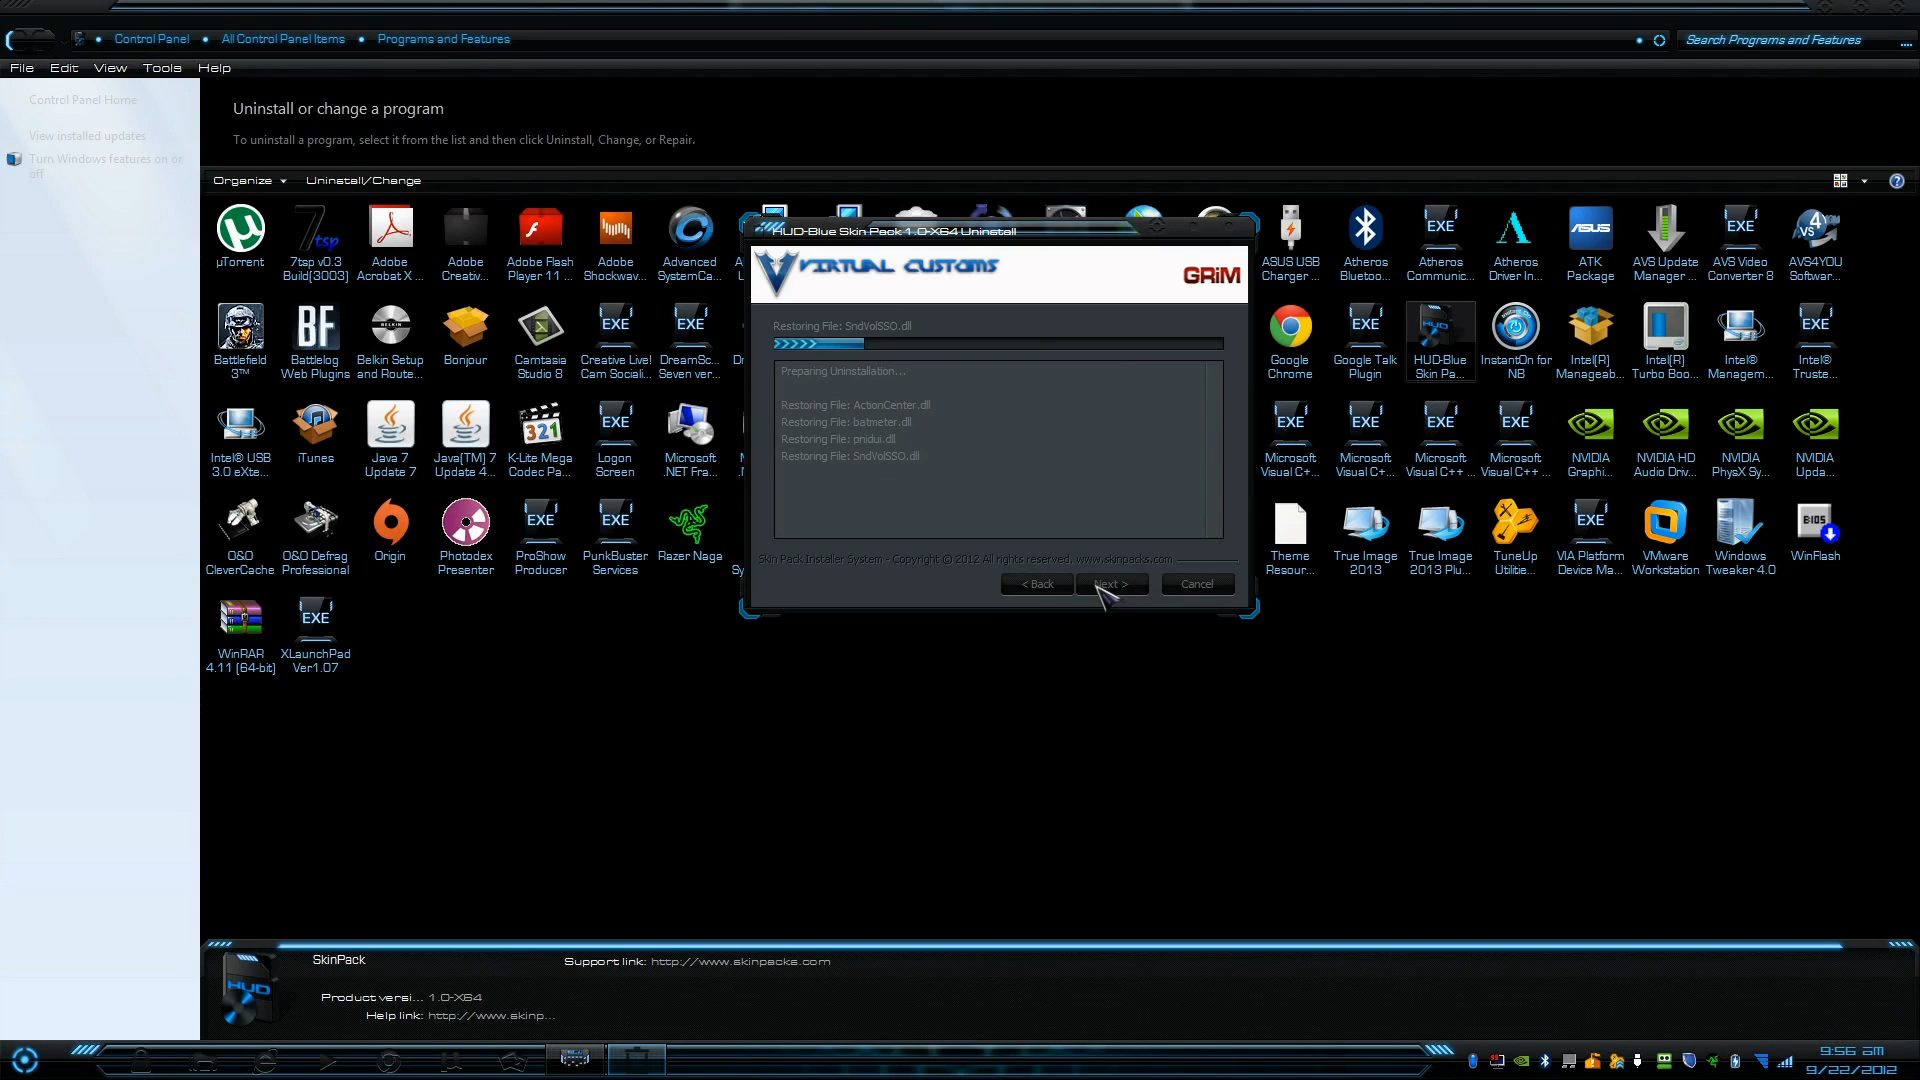 Control Panel
All Control Panel Items
Programs and Features
Search Programs and Features
File Edit View Tools Help
Control Panel Home
View installed updates
Turn Windows features on or
off
Uninstall or change a program
To uninstall a program, select it from the list and then click Uninstall, Change, or Repair.
Organize
Uninstall/Change
µTorrent
7tsp v0.3
Build(3003)
Adobe
Acrobat X ...
Adobe
Creativ...
Adobe Flash
Player 11 ...
Adobe
Shockwav...
Advanced
SystemCa...
ASUS USB
Charger ...
Atheros
Bluetoo...
Atheros
Communic...
Atheros
Driver In...
ATK
Package
AVS Update
Manager ...
AVS Video
Converter 8
AVS4YOU
Softwar...
Battlefield
3™
Battlelog
Web Plugins
Belkin Setup
and Route...
Bonjour
Camtasia
Studio 8
Creative Live!
Cam Sociali...
DreamSc...
Seven ver...
Google
Chrome
Google Talk
Plugin
HUD-Blue
Skin Pa...
InstantOn for
NB
Intel(R)
Manageab...
Intel(R)
Turbo Boo...
Intel®
Managem...
Intel®
Truste...
Intel® USB
3.0 eXte...
iTunes
Java 7
Update 7
Java(TM) 7
Update 4...
K-Lite Mega
Codec Pa...
Logon
Screen
Microsoft
.NET Fra...
Microsoft
Visual C+...
Microsoft
Visual C+...
Microsoft
Visual C++ ...
Microsoft
Visual C++ ...
NVIDIA
Graphi...
NVIDIA HD
Audio Driv...
NVIDIA
PhysX Sy...
NVIDIA
Upda...
O&O
CleverCache
O&O Defrag
Professional
Origin
Photodex
Presenter
ProShow
Producer
PunkBuster
Services
Razer Naga
Theme
Resour...
True Image
2013
True Image
2013 Plu...
TuneUp
Utilitie...
VIA Platform
Device Ma...
VMware
Workstation
Windows
Tweaker 4.0
WinFlash
WinRAR
4.11 (64-bit)
XLaunchPad
Ver1.07
HUD-Blue Skin Pack 1.0-X64 Uninstall
VIRTUAL CUSTOMS
GRiM
Restoring File: SndVolSSO.dll
Preparing Uninstallation...
Restoring File: ActionCenter.dll
Restoring File: batmeter.dll
Restoring File: pnidui.dll
Restoring File: SndVolSSO.dll
Skin Pack Installer System - Copyright © 2012 All rights reserved. www.skinpacks.com
< Back
Next >
Cancel
SkinPack
Support link: http://www.skinpacks.com
Product versi... 1.0-X64
Help link: http://www.skinp...
9:56 AM
9/22/2012